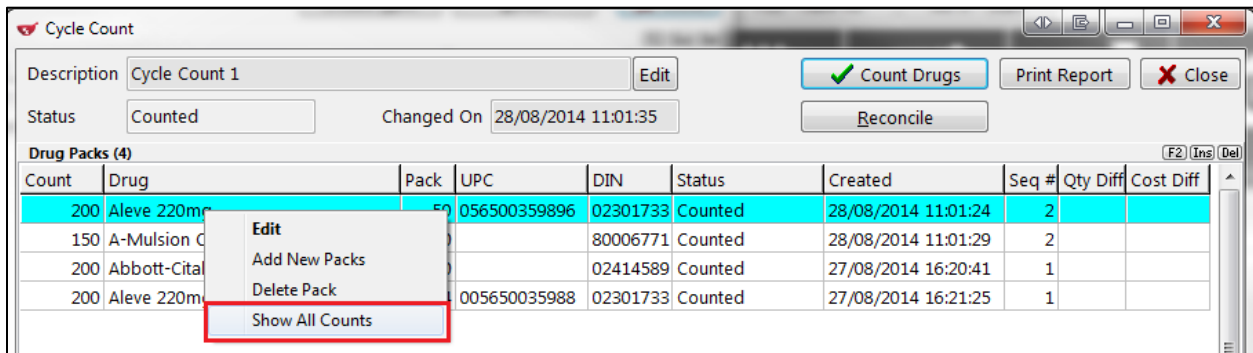 Cycle Count
Description Cycle Count 1 Edit Count Drugs Print Report Close
Status Counted Changed On 28/08/2014 11:01:35 Reconcile
Drug Packs (4) F2 Ins Del
Count Drug Pack UPC DIN Status Created Seq # Qty Diff Cost Diff
200 Aleve 220mg 50 056500359896 02301733 Counted 28/08/2014 11:01:24 2
Edit
150 A-Mulsion 80006771 Counted 28/08/2014 11:01:29 2
Add New Packs
200 02414589 Counted 27/08/2014 16:20:41 1
Delete Pack
200 Aleve 005650035988 02301733 Counted 27/08/2014 16:21:25 1
Show All Counts